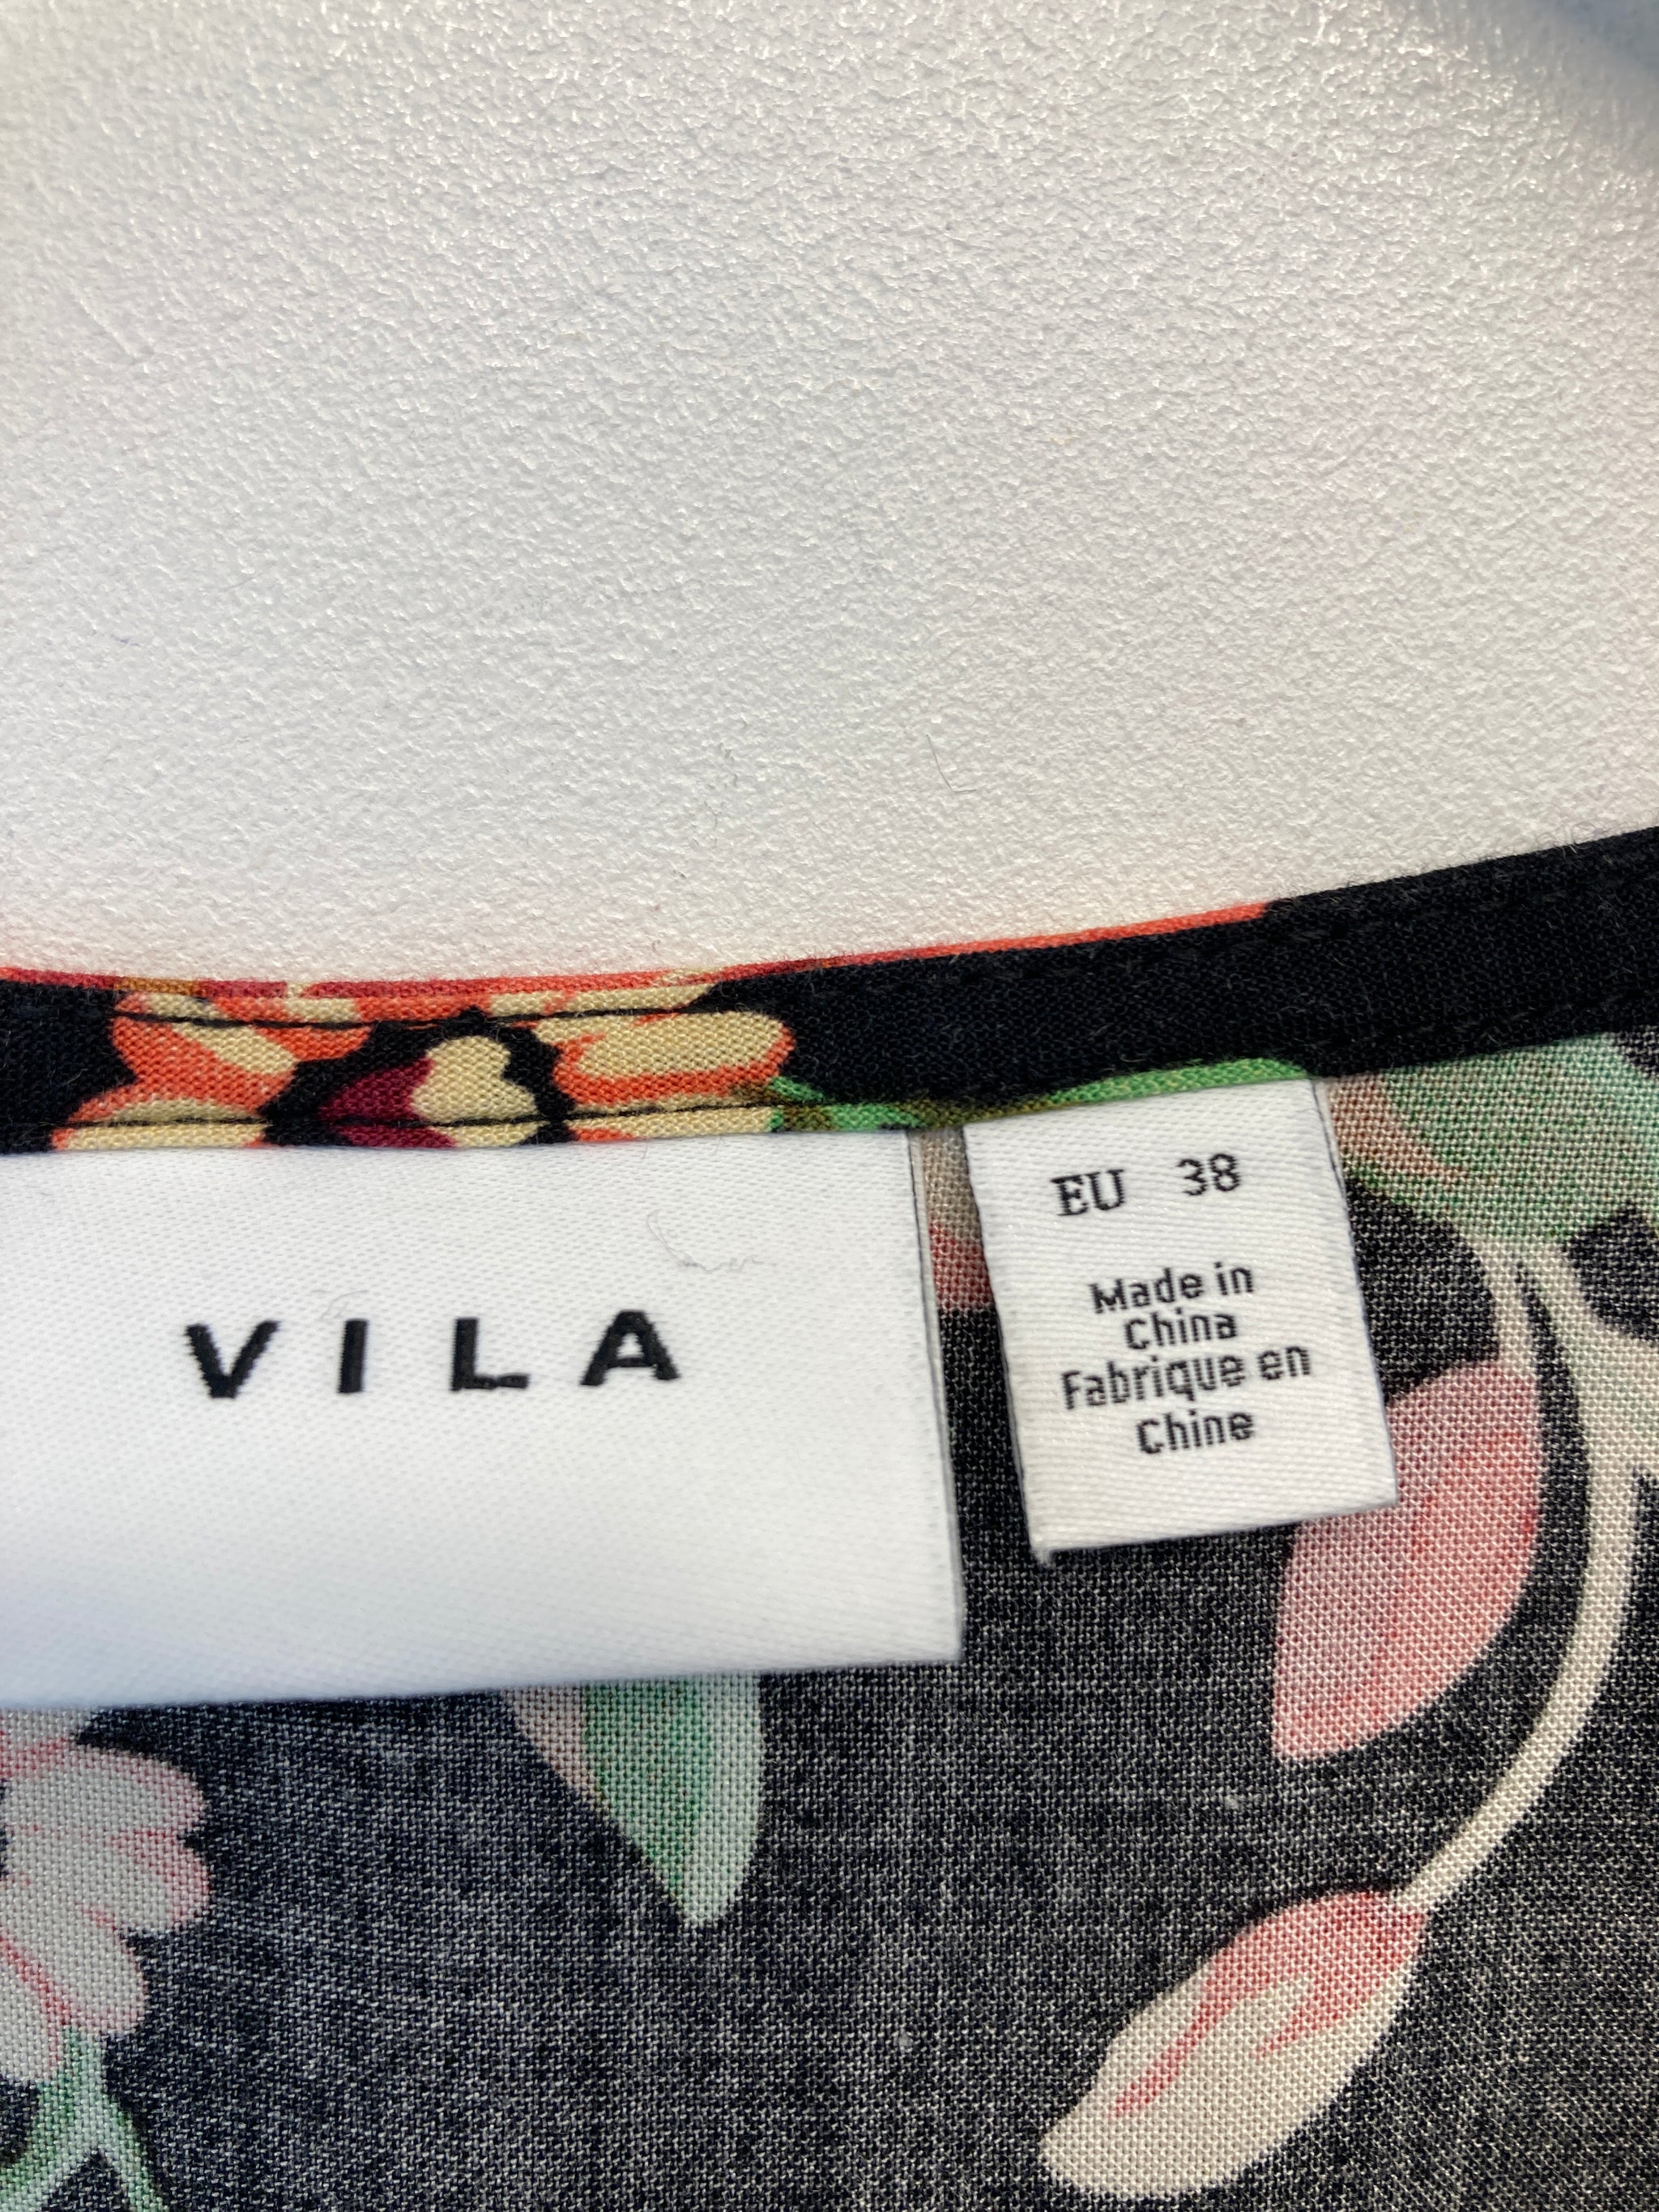 VILA
EU 38
Made in
China
Fabrique en
Chine